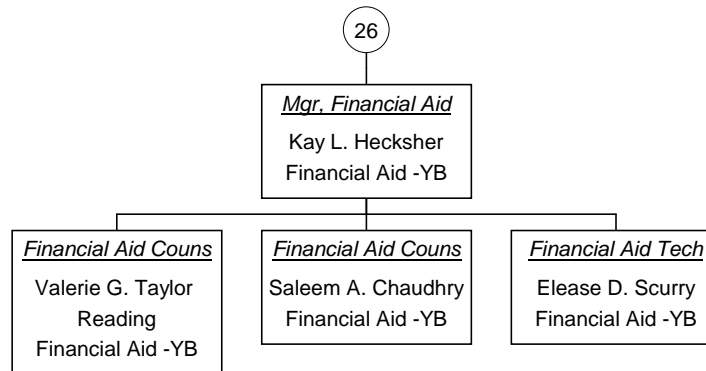 26
Mgr, Financial Aid
Kay L. Hecksher
Financial Aid -YB
Financial Aid Couns
Valerie G. Taylor
Reading
Financial Aid -YB
Financial Aid Couns
Saleem A. Chaudhry
Financial Aid -YB
Financial Aid Tech
Elease D. Scurry
Financial Aid -YB